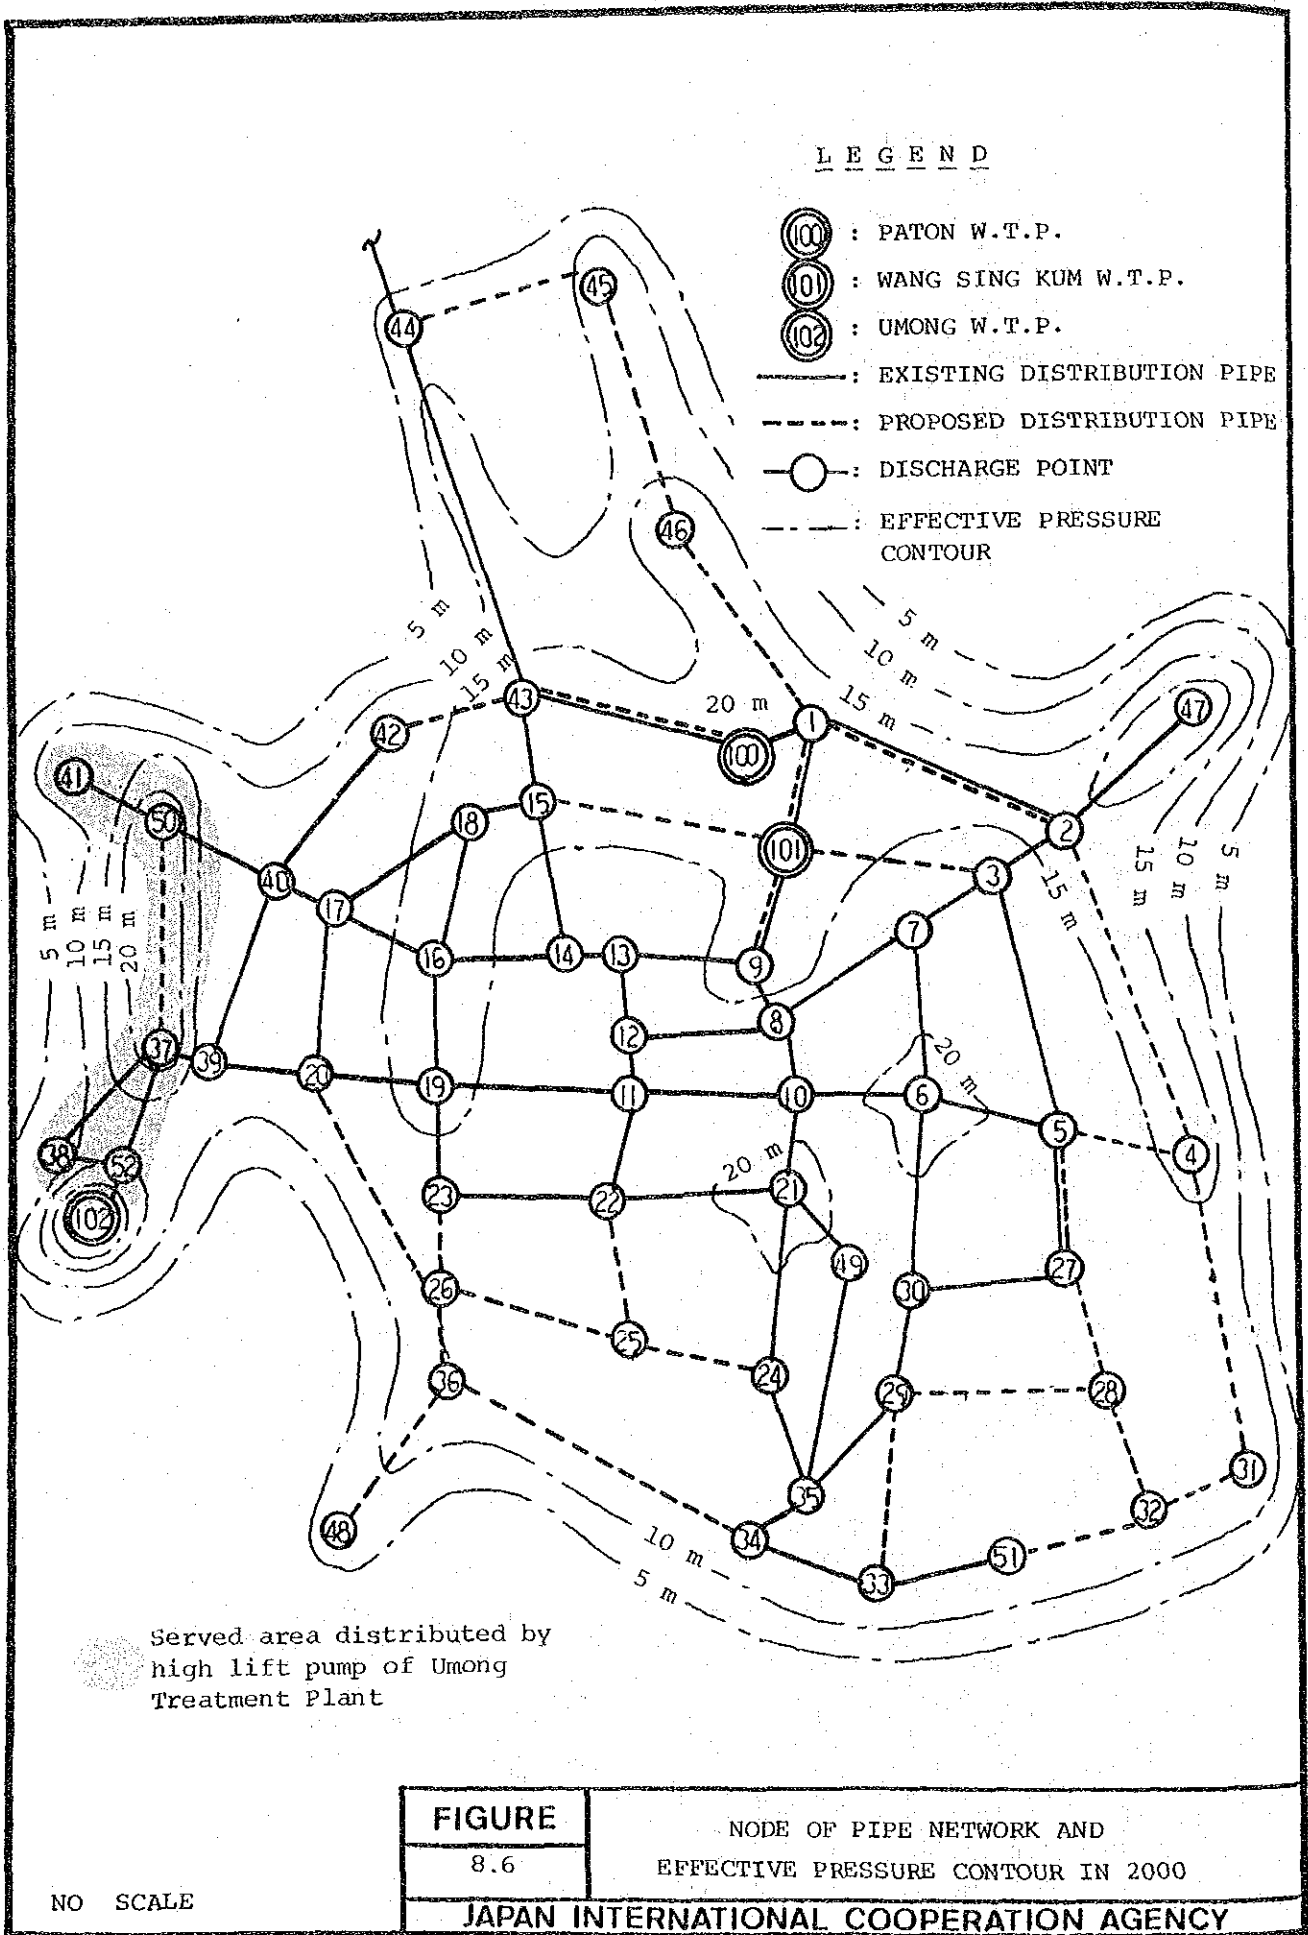 L E G E N D
100 : PATON W.T.P.
101 : WANG SING KUM W.T.P.
102 : UMONG W.T.P.
: EXISTING DISTRIBUTION PIPE
: PROPOSED DISTRIBUTION PIPE
: DISCHARGE POINT
: EFFECTIVE PRESSURE
CONTOUR
45
44
46
5 m
10 m
15 m
5 m
10 m
15 m
20 m
43
42
1
47
100
41
50
18
15
101
2
40
17
3
15 m
15 m
10 m
5 m
5 m
10 m
15 m
20 m
16
14
13
9
7
8
12
37
39
20
19
11
10
6
20 m
5
4
38
52
102
23
22
20 m
21
49
26
25
30
27
36
24
29
28
31
35
32
48
34
51
33
10 m
5 m
Served area distributed by
high lift pump of Umong
Treatment Plant
NO SCALE
FIGURE
8.6
NODE OF PIPE NETWORK AND
EFFECTIVE PRESSURE CONTOUR IN 2000
JAPAN INTERNATIONAL COOPERATION AGENCY